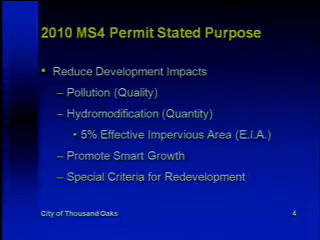 2010 MS4 Permit Stated Purpose
• Reduce Development Impacts
– Pollution (Quality)
– Hydromodification (Quantity)
• 5% Effective Impervious Area (E.I.A.)
– Promote Smart Growth
– Special Criteria for Redevelopment
City of Thousand Oaks
4